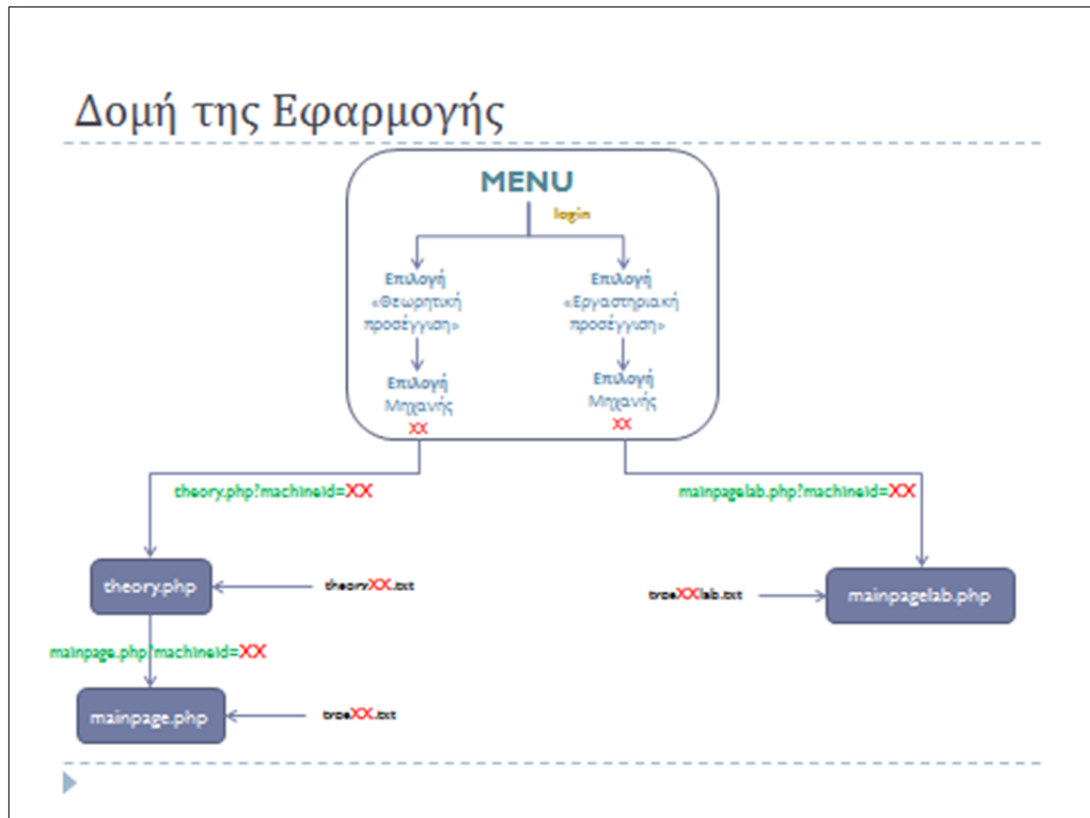 Δομή της Εφαρμογής
MENU
login
Επιλογή
«Θεωρητική
προσέγγιση»
Επιλογή
Μηχανής
XX
Επιλογή
«Εργαστηριακή
προσέγγιση»
Επιλογή
Μηχανής
XX
theory.php?machineid=XX
mainpagelab.php?machineid=XX
theory.php
theoryXX.txt
treeXXlab.txt
mainpagelab.php
mainpage.php?machineid=XX
mainpage.php
treeXX.txt